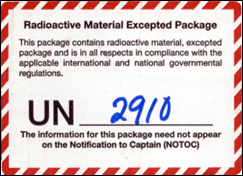 Radioactive Material Excepted Package
This package contains radioactive material, excepted
package and is in all respects in compliance with the
applicable international and national governmental
regulations.
UN 2910
The information for this package need not appear
on the Notification to Captain (NOTOC)